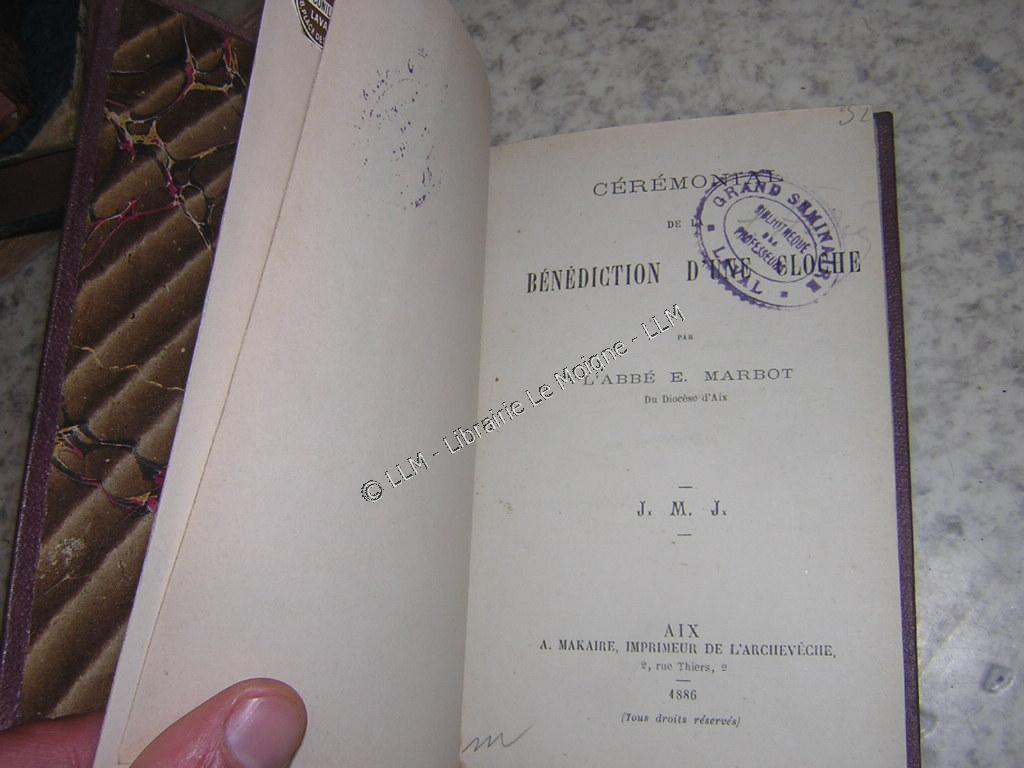 LAVA
CÉRÉMONIAL
DE L
BÉNÉDICTION D'UNE CLOCHE
PAR
L'ABBÉ E. MARBOT
Du Diocèse d'Aix
J. M. J.
AIX
A. MAKAIRE, IMPRIMEUR DE L'ARCHEVÊCHE,
2, rue Thiers, 2
1886
(Tous droits réservés)
GRAND SEMINAIRE
LAVAL
BIBLIOTHÈQUE
DES
PROFESSEURS
© LLM - Librairie Le Moigne - LLM
m